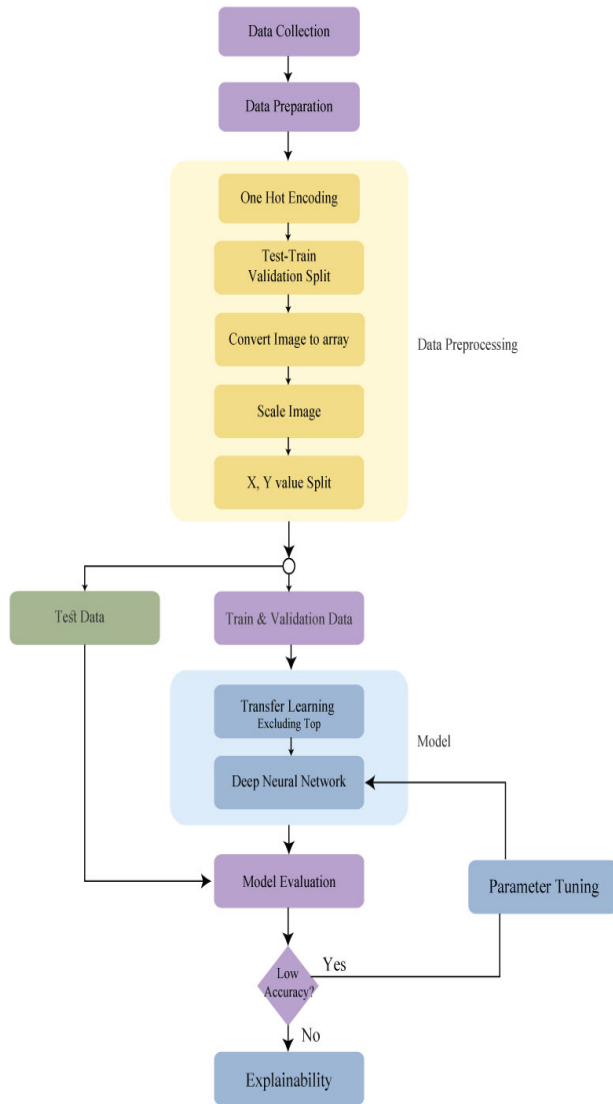 Data Collection
Data Preparation
One Hot Encoding
Test-Train
Validation Split
Convert Image to array
Data Preprocessing
Scale Image
X, Y value Split
Test Data
Train & Validation Data
Transfer Learning
Excluding Top
Model
Deep Neural Network
Model Evaluation
Parameter Tuning
Low
Accuracy?
Yes
No
Explainability